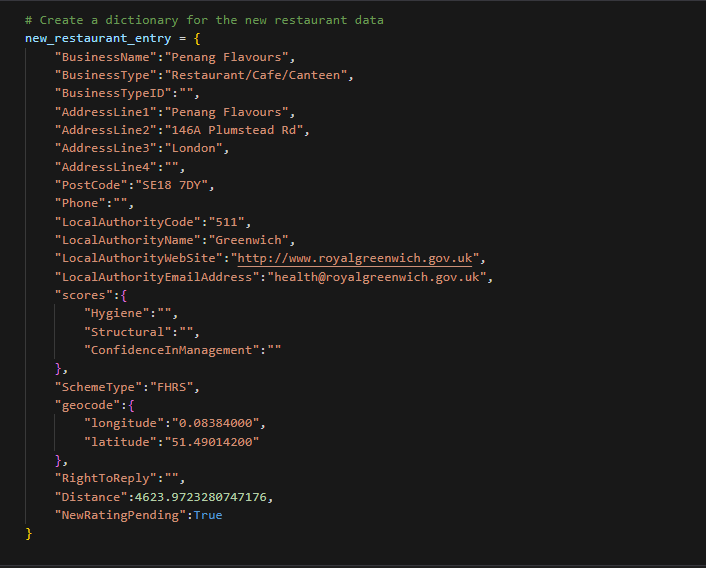 # Create a dictionary for the new restaurant data
new_restaurant_entry = {
    "BusinessName":"Penang Flavours",
    "BusinessType":"Restaurant/Cafe/Canteen",
    "BusinessTypeID":"",
    "AddressLine1":"Penang Flavours",
    "AddressLine2":"146A Plumstead Rd",
    "AddressLine3":"London",
    "AddressLine4":"",
    "PostCode":"SE18 7DY",
    "Phone":"",
    "LocalAuthorityCode":"511",
    "LocalAuthorityName":"Greenwich",
    "LocalAuthorityWebSite":"http://www.royalgreenwich.gov.uk",
    "LocalAuthorityEmailAddress":"health@royalgreenwich.gov.uk",
    "scores":{
        "Hygiene":"",
        "Structural":"",
        "ConfidenceInManagement":""
    },
    "SchemeType":"FHRS",
    "geocode":{
        "longitude":"0.08384000",
        "latitude":"51.49014200"
    },
    "RightToReply":"",
    "Distance":4623.9723280747176,
    "NewRatingPending":True
}